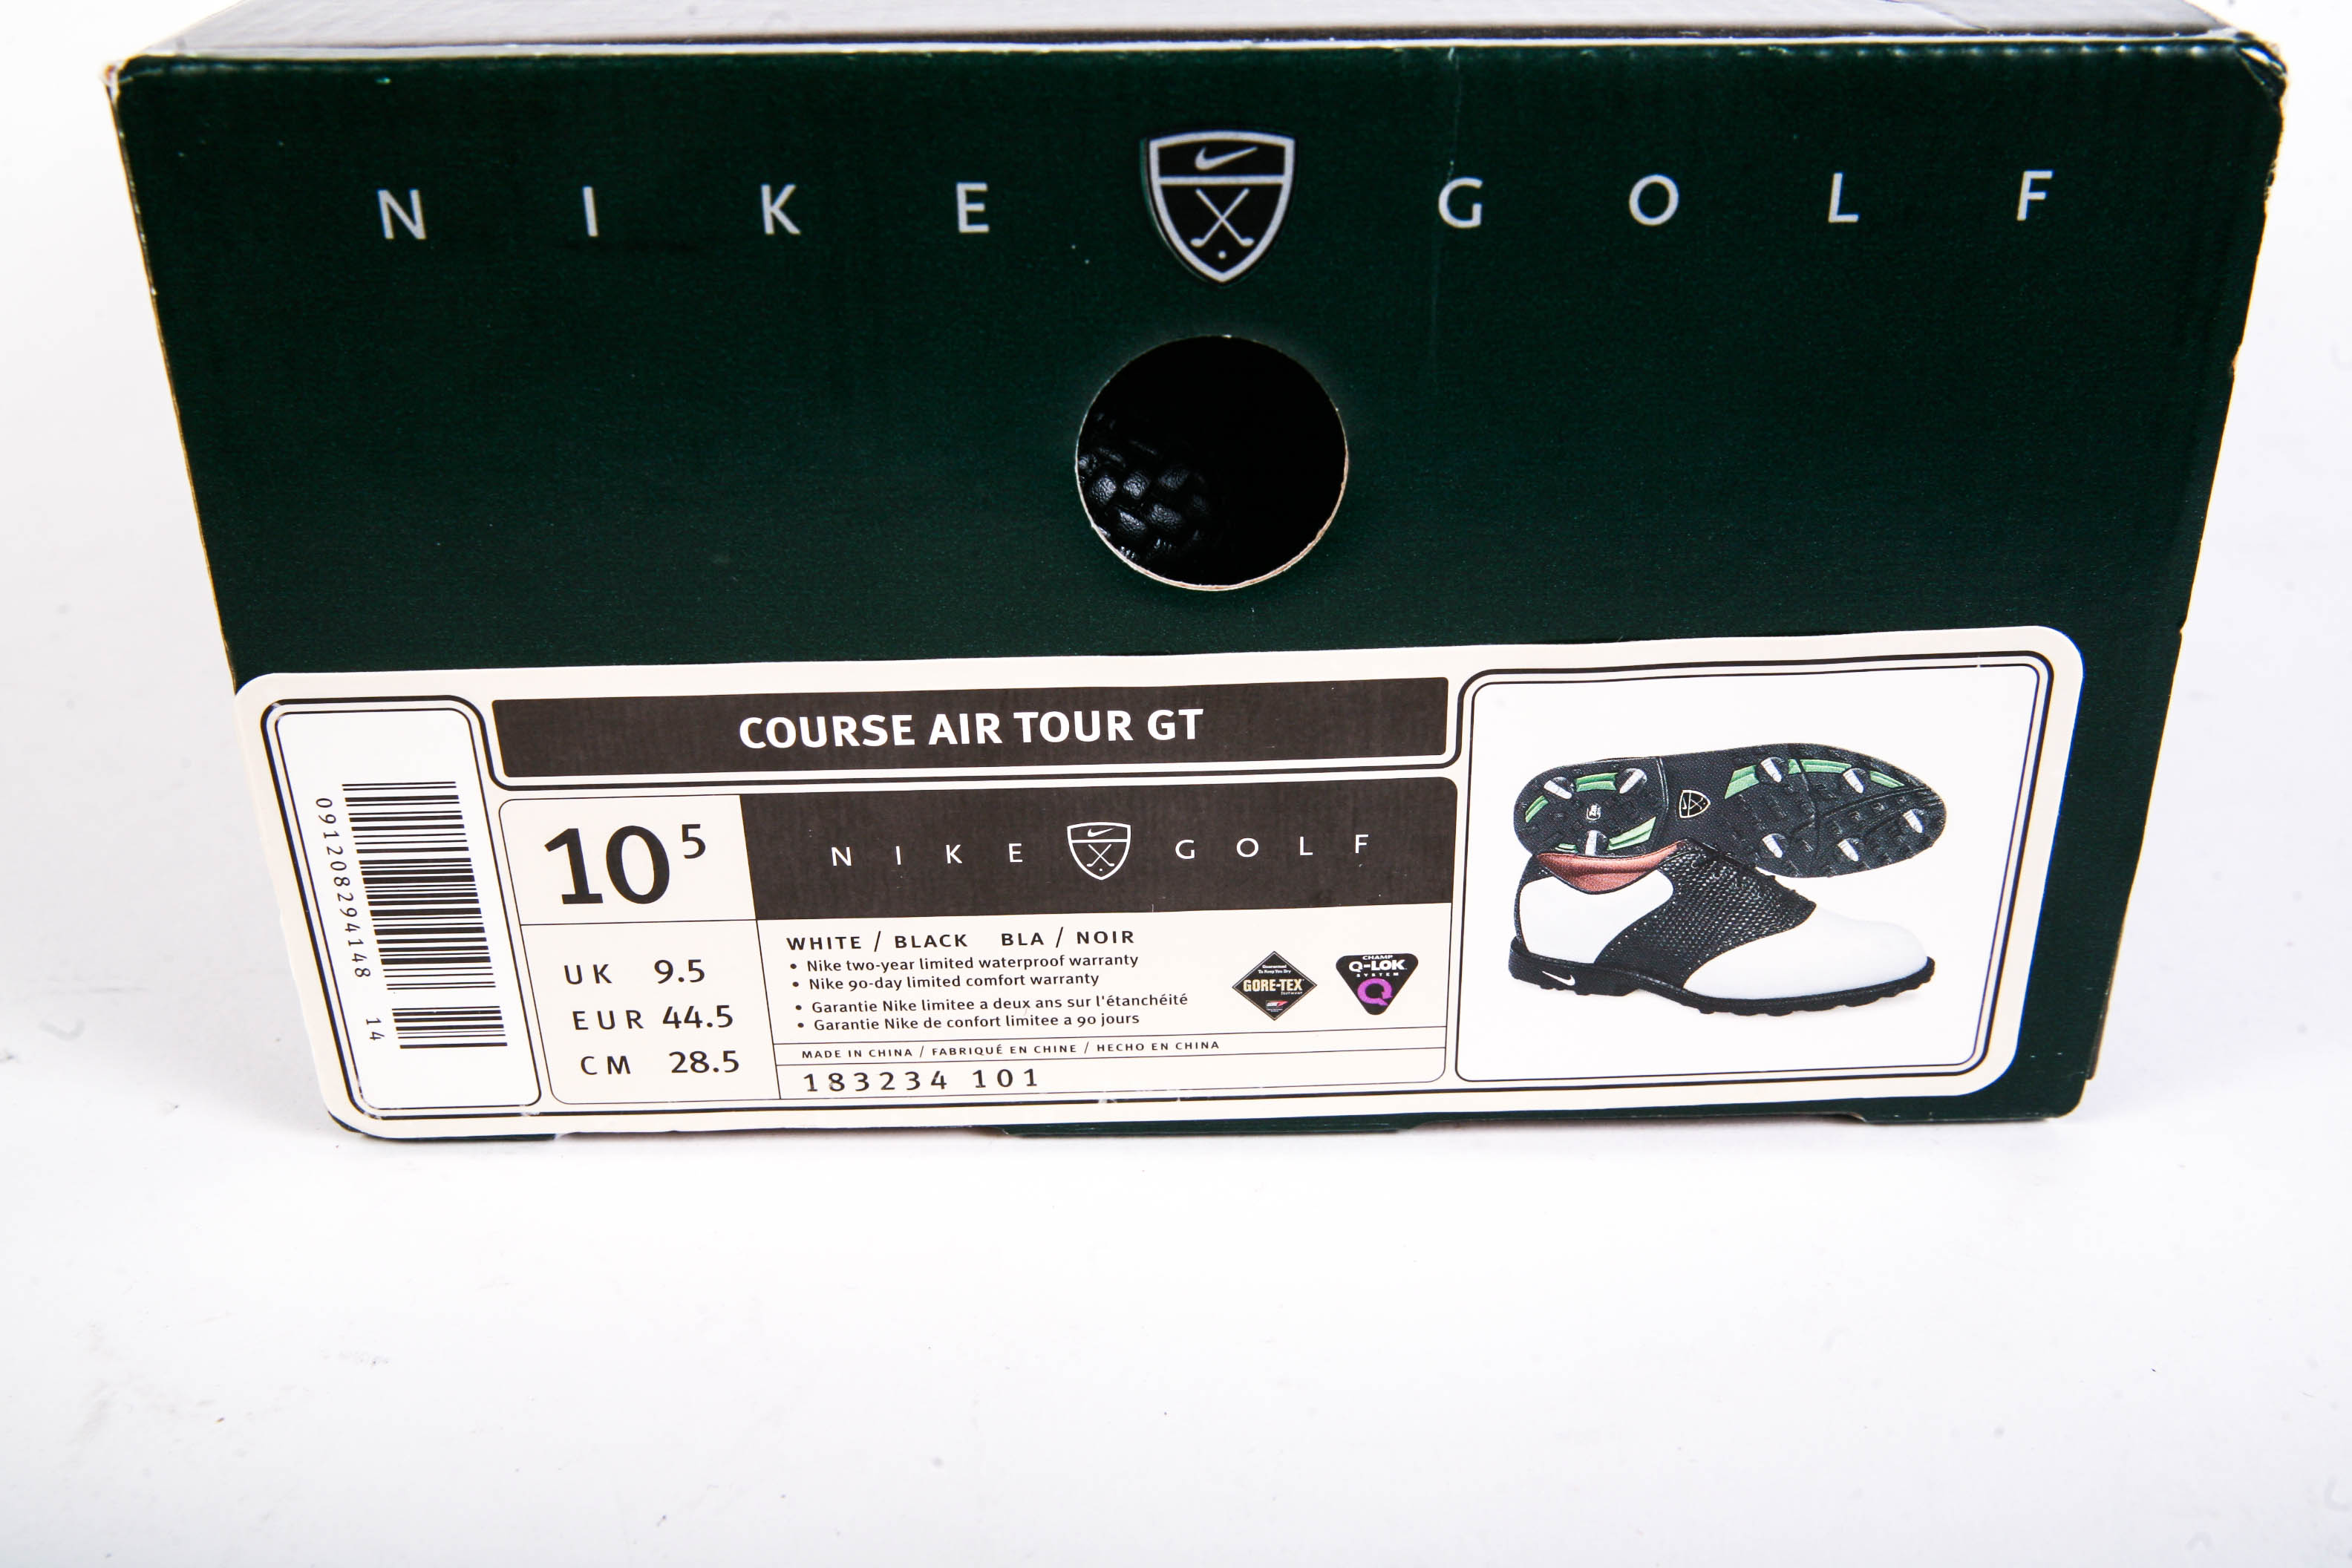 NIKE GOLF
COURSE AIR TOUR GT
091208294148 14
10 5
NIKE GOLF
UK 9.5
EUR 44.5
CM 28.5
WHITE / BLACK BLA / NOIR
• Nike two-year limited waterproof warranty
• Nike 90-day limited comfort warranty
• Garantie Nike limitee a deux ans sur l'étanchéité
• Garantie Nike de confort limitee a 90 jours
GORE-TEX
CHAMP
Q-LOK
SYSTEM
Q
MADE IN CHINA / FABRIQUÉ EN CHINE / HECHO EN CHINA
183234 101